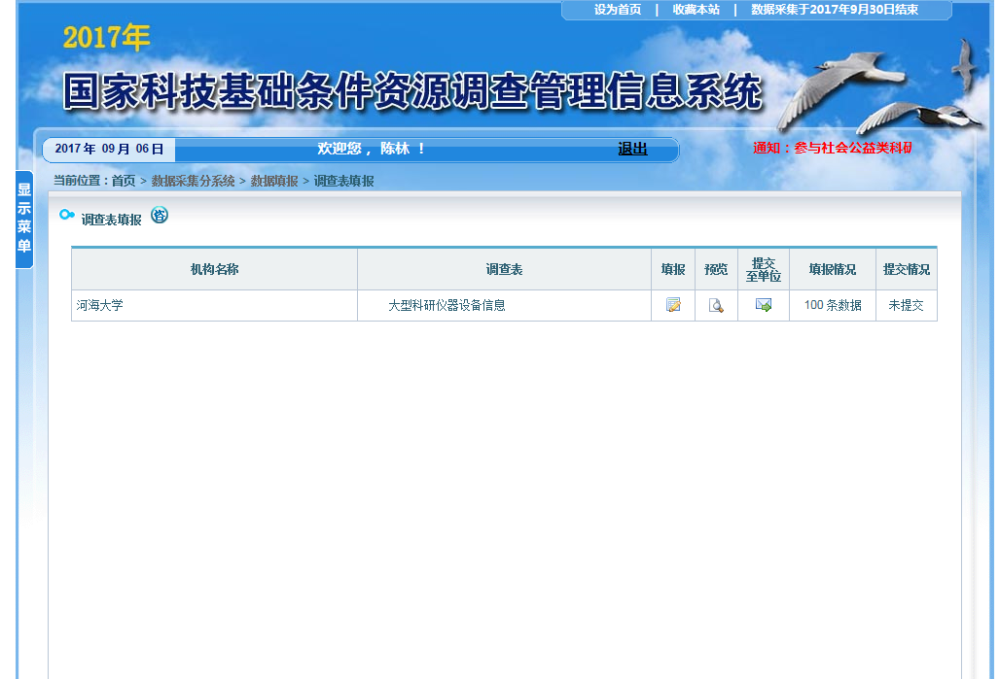 设为首页 | 收藏本站 | 数据采集于2017年9月30日结束
2017年
国家科技基础条件资源调查管理信息系统
2017 年 09 月 06 日 欢迎您， 陈林 ！ 退出 通知：参与社会公益类科研
当前位置：首页 > 数据采集分系统 > 数据填报 > 调查表填报
显示菜单
调查表填报 咨
机构名称 调查表 填报 预览 提交至单位 填报情况 提交情况
河海大学 大型科研仪器设备信息 100 条数据 未提交